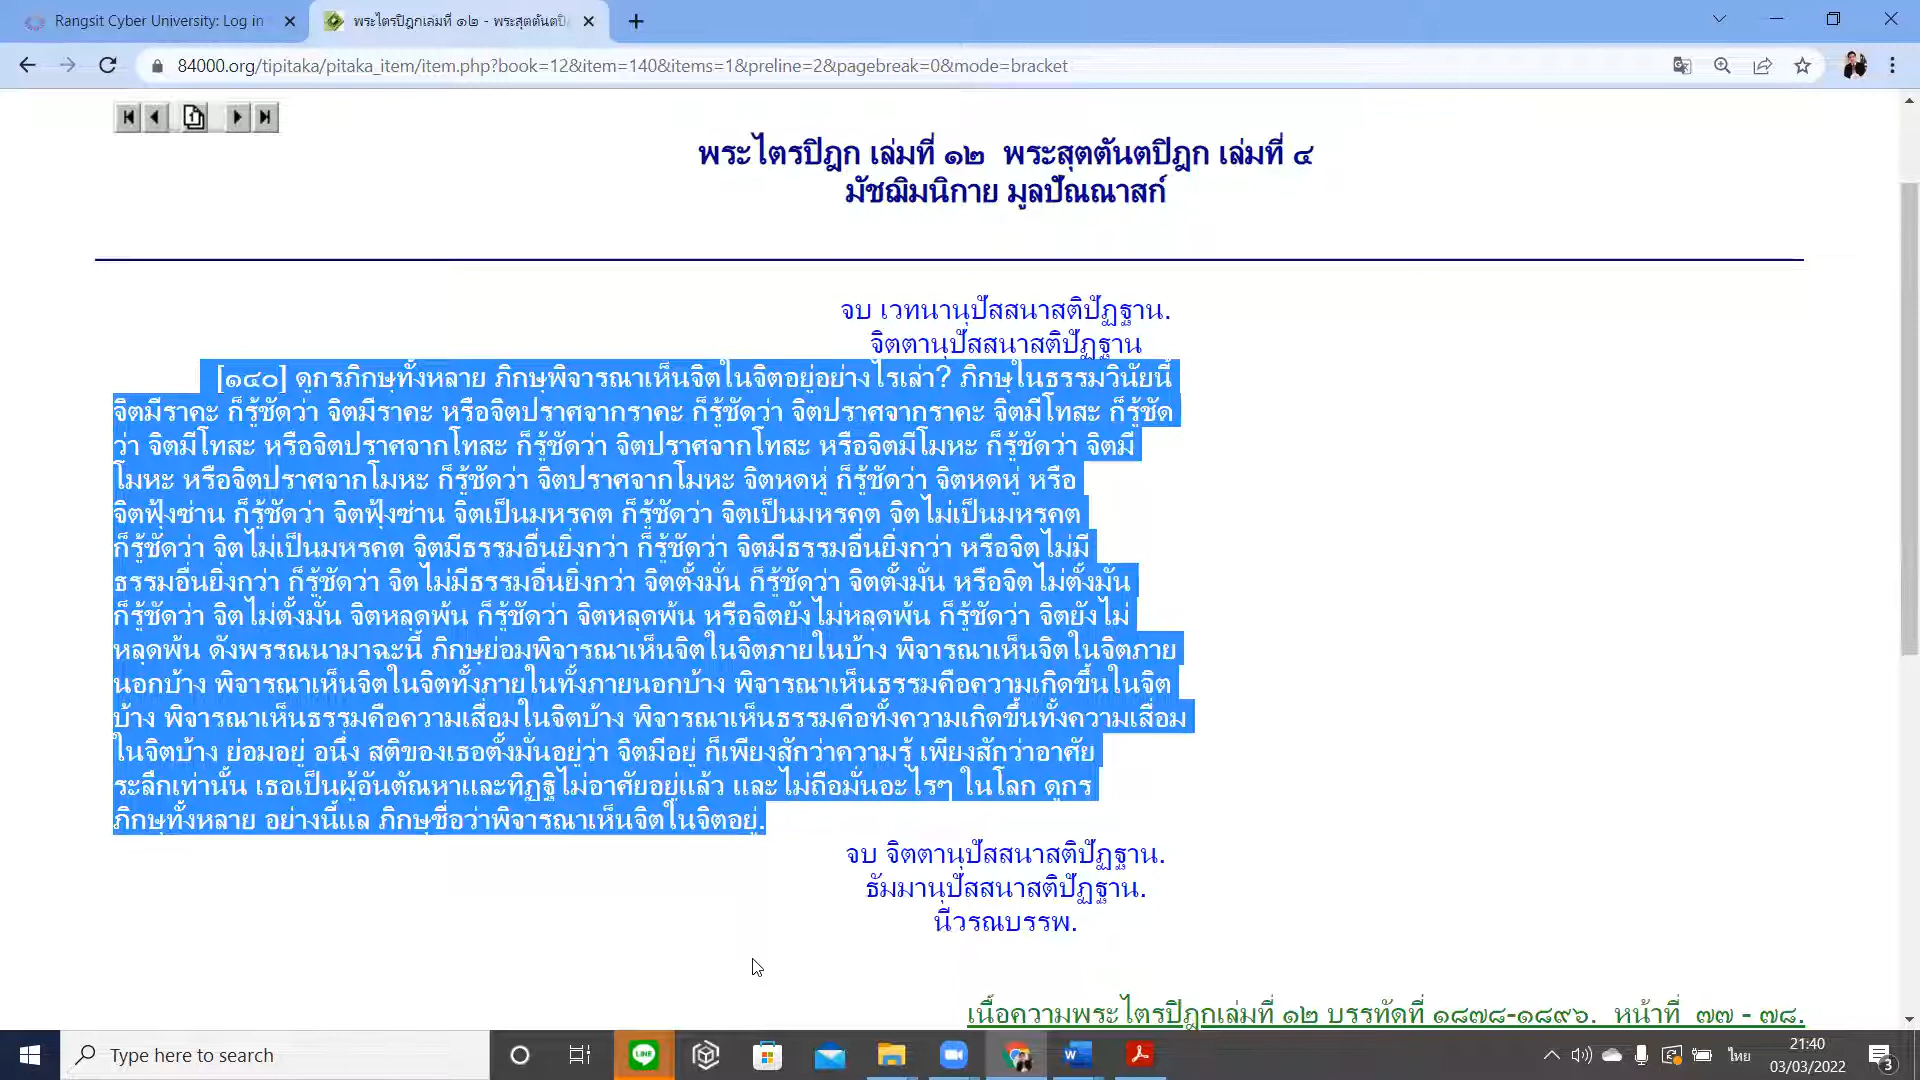 Rangsit Cyber University: Log in
พระไตรปิฎกเล่มที่ ๑๒ - พระสุตตันตปิ
84000.org/tipitaka/pitaka_item/item.php?book=12&item=140&items=1&preline=2&pagebreak=0&mode=bracket
พระไตรปิฎก เล่มที่ ๑๒ พระสุตตันตปิฎก เล่มที่ ๔
มัชฌิมนิกาย มูลปัณณาสก์
จบ เวทนานุปัสสนาสติปัฏฐาน.
จิตตานุปัสสนาสติปัฏฐาน
[๑๔๐] ดูกรภิกษุทั้งหลาย ภิกษุพิจารณาเห็นจิตในจิตอยู่อย่างไรเล่า? ภิกษุในธรรมวินัยนี้
จิตมีราคะ ก็รู้ชัดว่า จิตมีราคะ หรือจิตปราศจากราคะ ก็รู้ชัดว่า จิตปราศจากราคะ จิตมีโทสะ ก็รู้ชัด
ว่า จิตมีโทสะ หรือจิตปราศจากโทสะ ก็รู้ชัดว่า จิตปราศจากโทสะ หรือจิตมีโมหะ ก็รู้ชัดว่า จิตมี
โมหะ หรือจิตปราศจากโมหะ ก็รู้ชัดว่า จิตปราศจากโมหะ จิตหดหู่ ก็รู้ชัดว่า จิตหดหู่ หรือ
จิตฟุ้งซ่าน ก็รู้ชัดว่า จิตฟุ้งซ่าน จิตเป็นมหรคต ก็รู้ชัดว่า จิตเป็นมหรคต จิตไม่เป็นมหรคต
ก็รู้ชัดว่า จิตไม่เป็นมหรคต จิตมีธรรมอื่นยิ่งกว่า ก็รู้ชัดว่า จิตมีธรรมอื่นยิ่งกว่า หรือจิตไม่มี
ธรรมอื่นยิ่งกว่า ก็รู้ชัดว่า จิตไม่มีธรรมอื่นยิ่งกว่า จิตตั้งมั่น ก็รู้ชัดว่า จิตตั้งมั่น หรือจิตไม่ตั้งมั่น
ก็รู้ชัดว่า จิตไม่ตั้งมั่น จิตหลุดพ้น ก็รู้ชัดว่า จิตหลุดพ้น หรือจิตยังไม่หลุดพ้น ก็รู้ชัดว่า จิตยังไม่
หลุดพ้น ดังพรรณนามาฉะนี้ ภิกษุย่อมพิจารณาเห็นจิตในจิตภายในบ้าง พิจารณาเห็นจิตในจิตภาย
นอกบ้าง พิจารณาเห็นจิตในจิตทั้งภายในทั้งภายนอกบ้าง พิจารณาเห็นธรรมคือความเกิดขึ้นในจิต
บ้าง พิจารณาเห็นธรรมคือความเสื่อมในจิตบ้าง พิจารณาเห็นธรรมคือทั้งความเกิดขึ้นทั้งความเสื่อม
ในจิตบ้าง ย่อมอยู่ อนึ่ง สติของเธอตั้งมั่นอยู่ว่า จิตมีอยู่ ก็เพียงสักว่าความรู้ เพียงสักว่าอาศัย
ระลึกเท่านั้น เธอเป็นผู้อันตัณหาและทิฏฐิไม่อาศัยอยู่แล้ว และไม่ถือมั่นอะไรๆ ในโลก ดูกร
ภิกษุทั้งหลาย อย่างนี้แล ภิกษุชื่อว่าพิจารณาเห็นจิตในจิตอยู่.
จบ จิตตานุปัสสนาสติปัฏฐาน.
ธัมมานุปัสสนาสติปัฏฐาน.
นีวรณบรรพ.
เนื้อความพระไตรปิฎกเล่มที่ ๑๒ บรรทัดที่ ๑๘๗๘-๑๘๙๖. หน้าที่ ๗๗ - ๗๘.
Type here to search
LINE
ไทย
21:40
03/03/2022
3